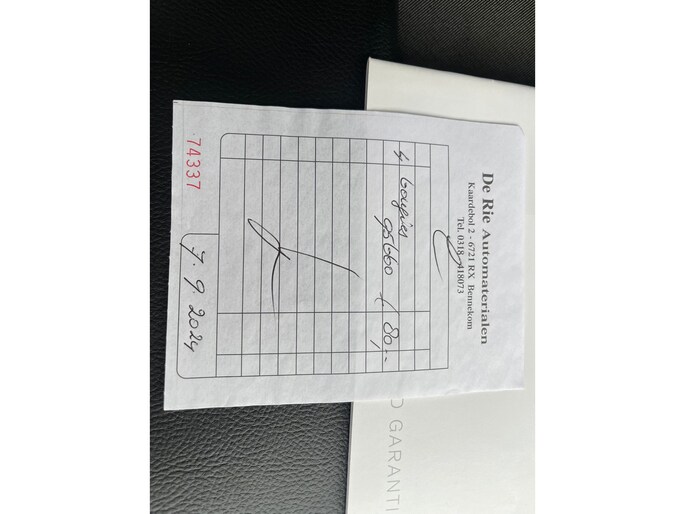 De Rie Automaterialen
Kaardebol 2 - 6721 RX Bennekom
Tel. 0318-418073
4 bougies
95660 € 80,--
74337
7.9.2024
D GARANTI